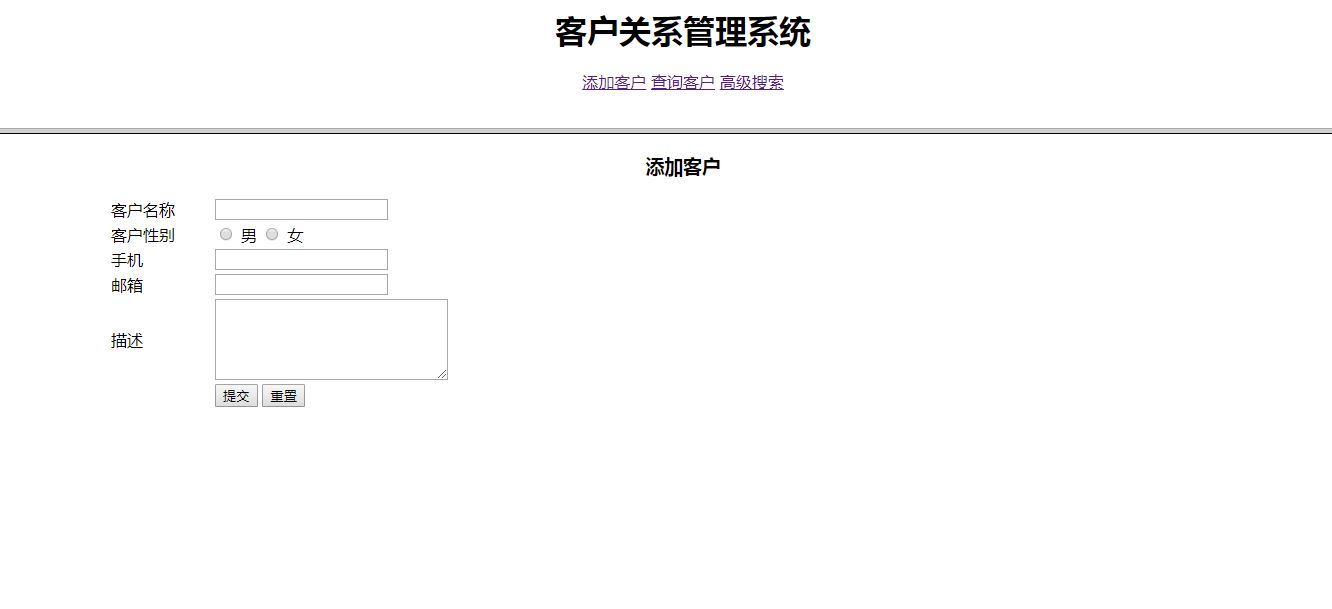 客户关系管理系统
添加客户 查询客户 高级搜索
添加客户
客户名称
客户性别 男 女
手机
邮箱
描述
提交 重置